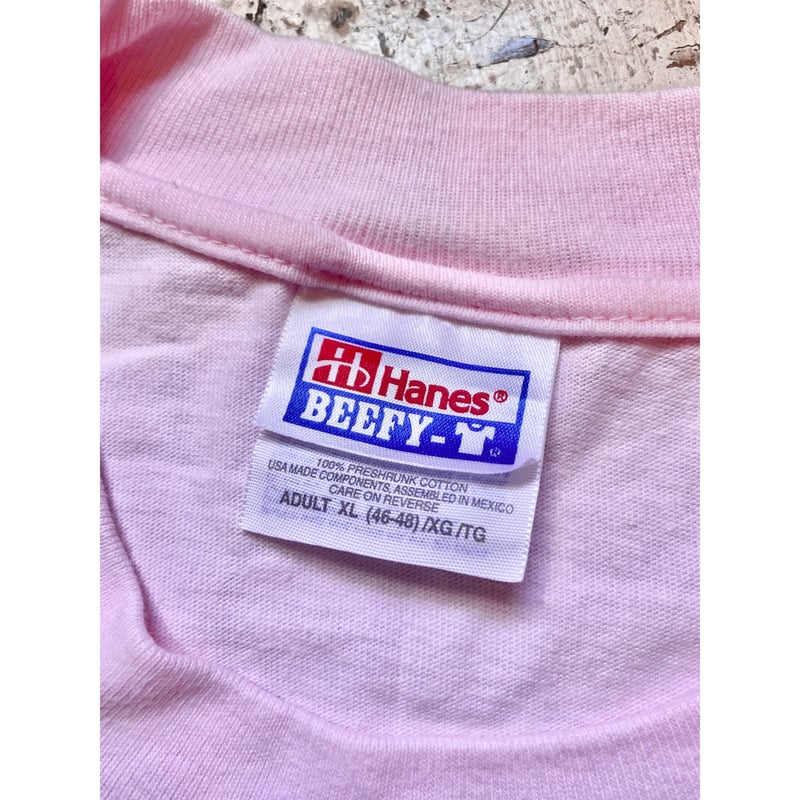 Hanes®
BEEFY-T®
100% PRESHRUNK COTTON
USA MADE COMPONENTS, ASSEMBLED IN MEXICO
CARE ON REVERSE
ADULT XL (46-48)/XG/TG